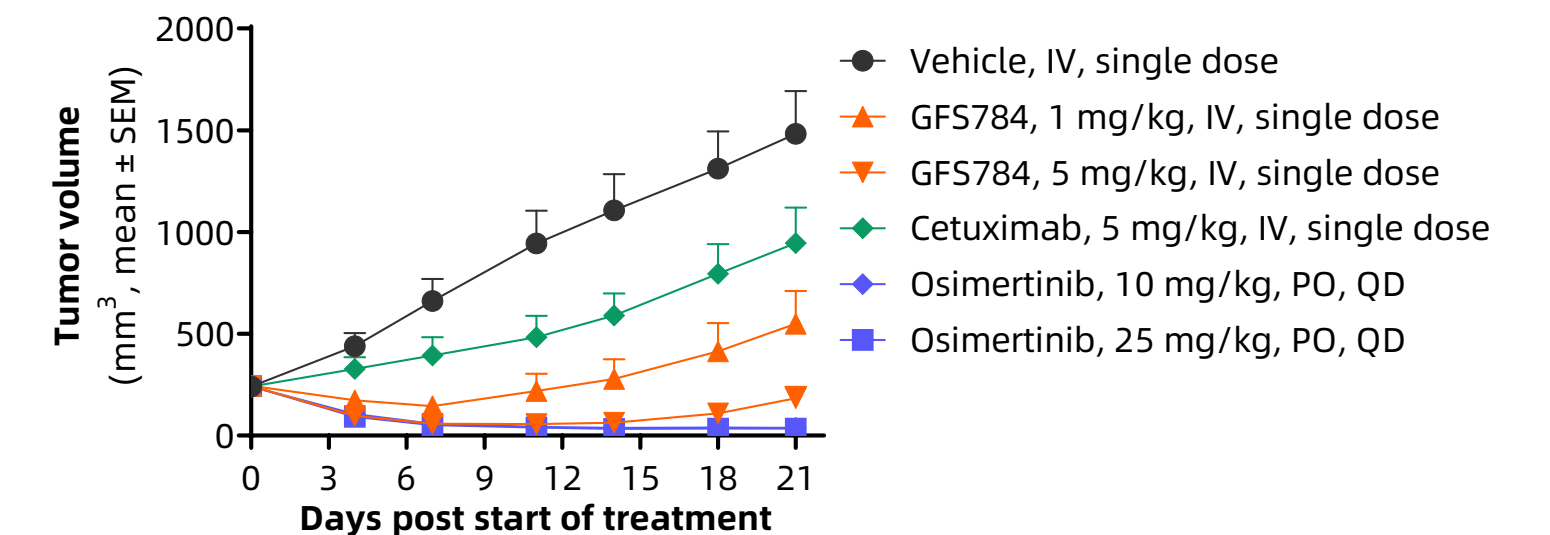 2000
1500
1000
500
0
Tumor volume
(mm³, mean ± SEM)
0 3 6 9 12 15 18 21
Days post start of treatment
Vehicle, IV, single dose
GFS784, 1 mg/kg, IV, single dose
GFS784, 5 mg/kg, IV, single dose
Cetuximab, 5 mg/kg, IV, single dose
Osimertinib, 10 mg/kg, PO, QD
Osimertinib, 25 mg/kg, PO, QD